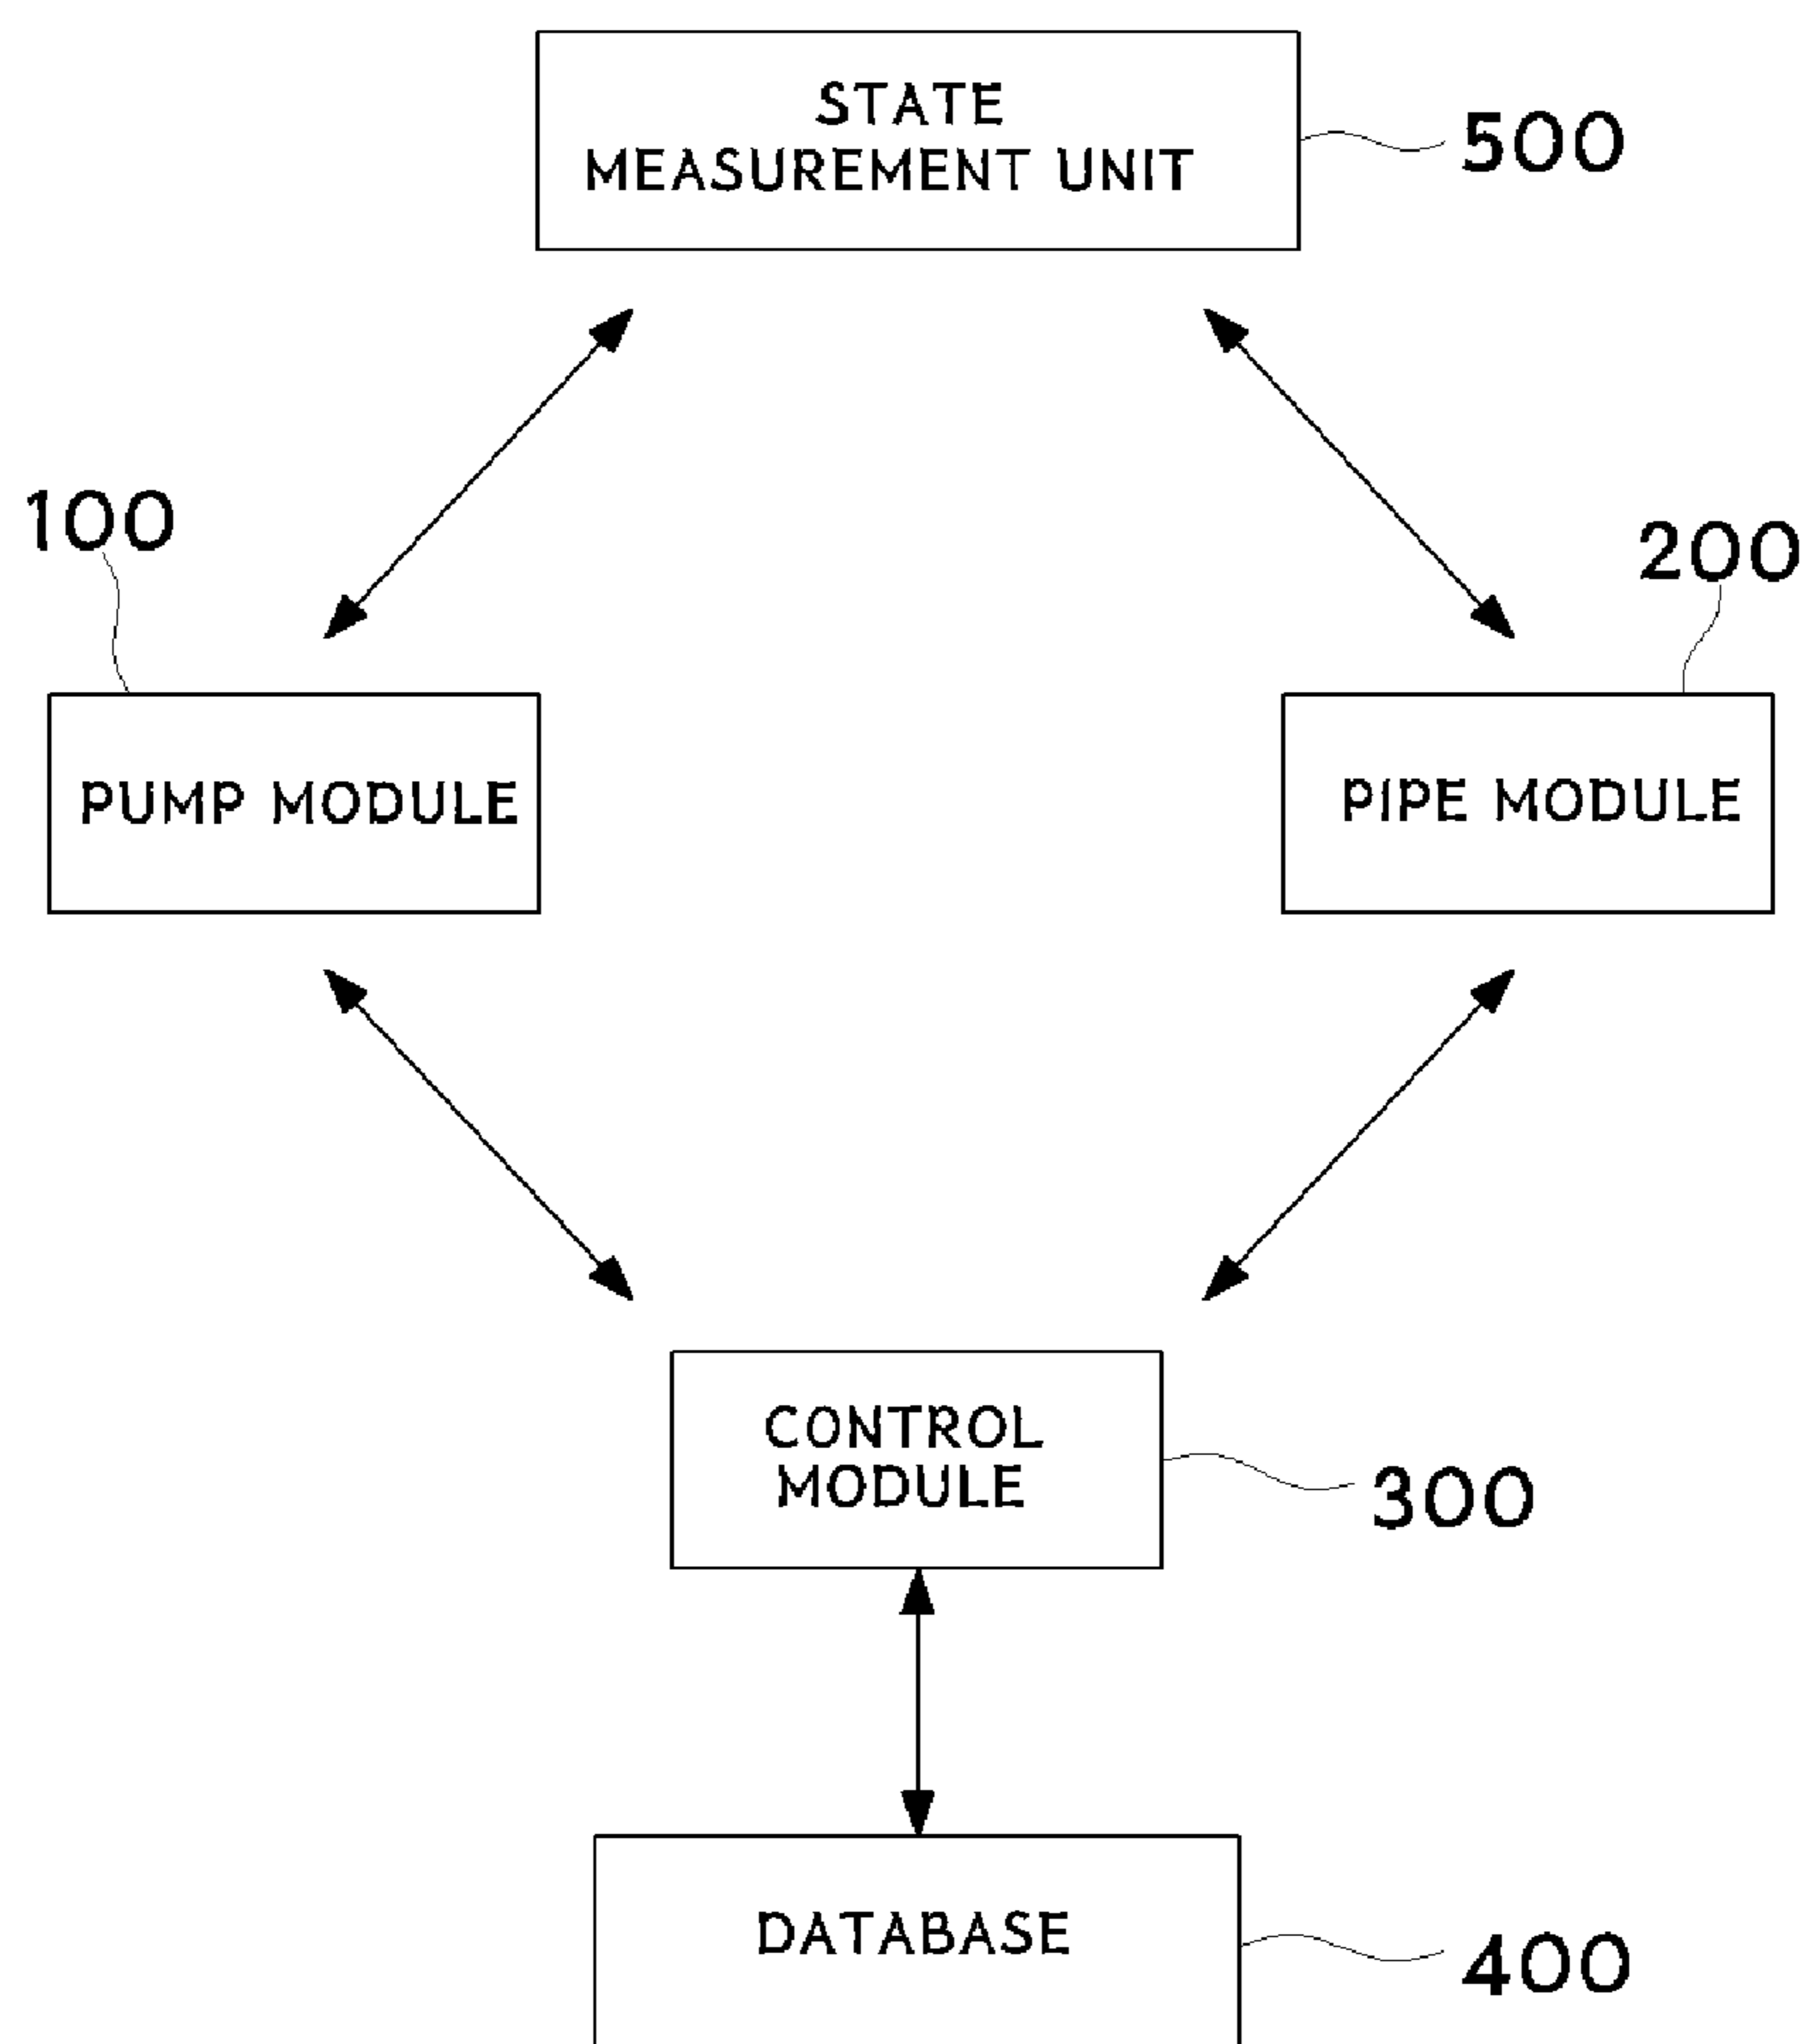 STATE
MEASUREMENT UNIT
500
100
200
PUMP MODULE
PIPE MODULE
CONTROL
MODULE
300
DATABASE
400